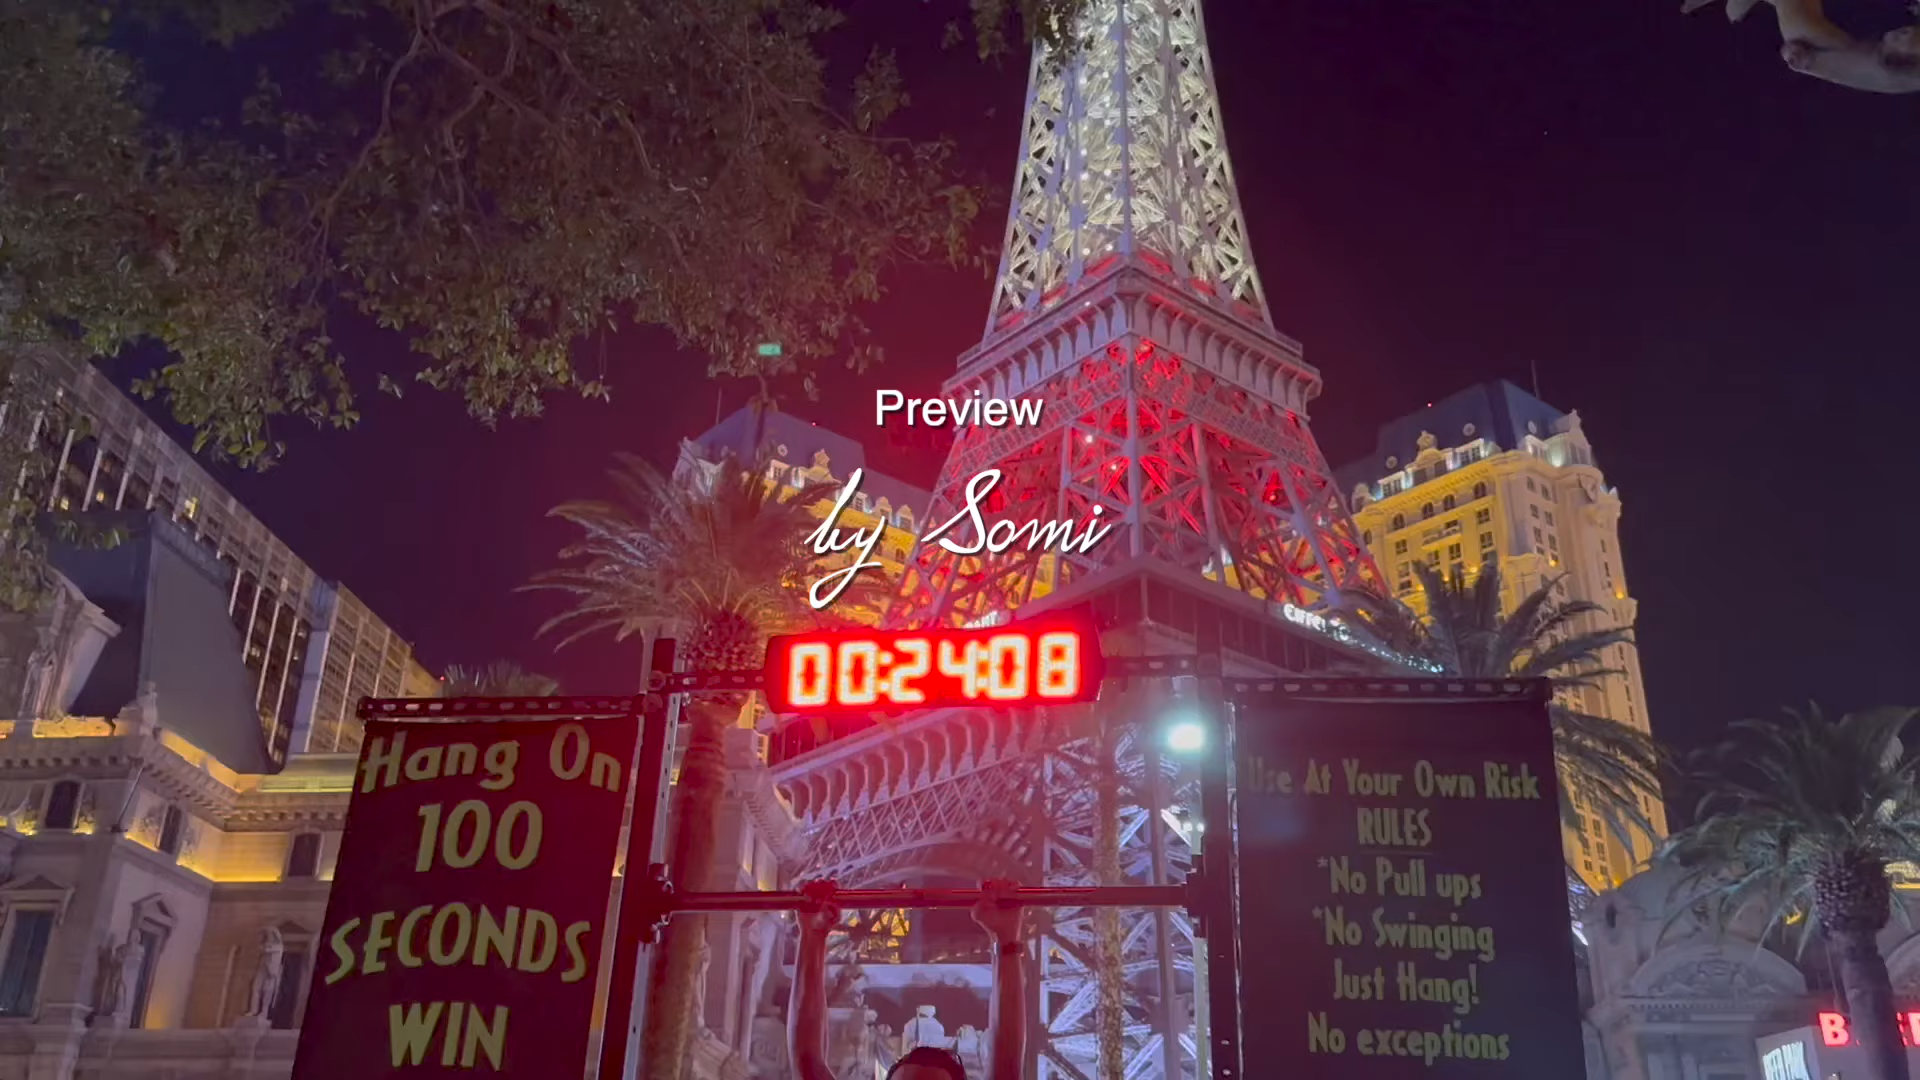 Preview
by Somi
00:24:08
Hang On
100
SECONDS
WIN
Use At Your Own Risk
RULES
*No Pull ups
*No Swinging
Just Hang!
No exceptions